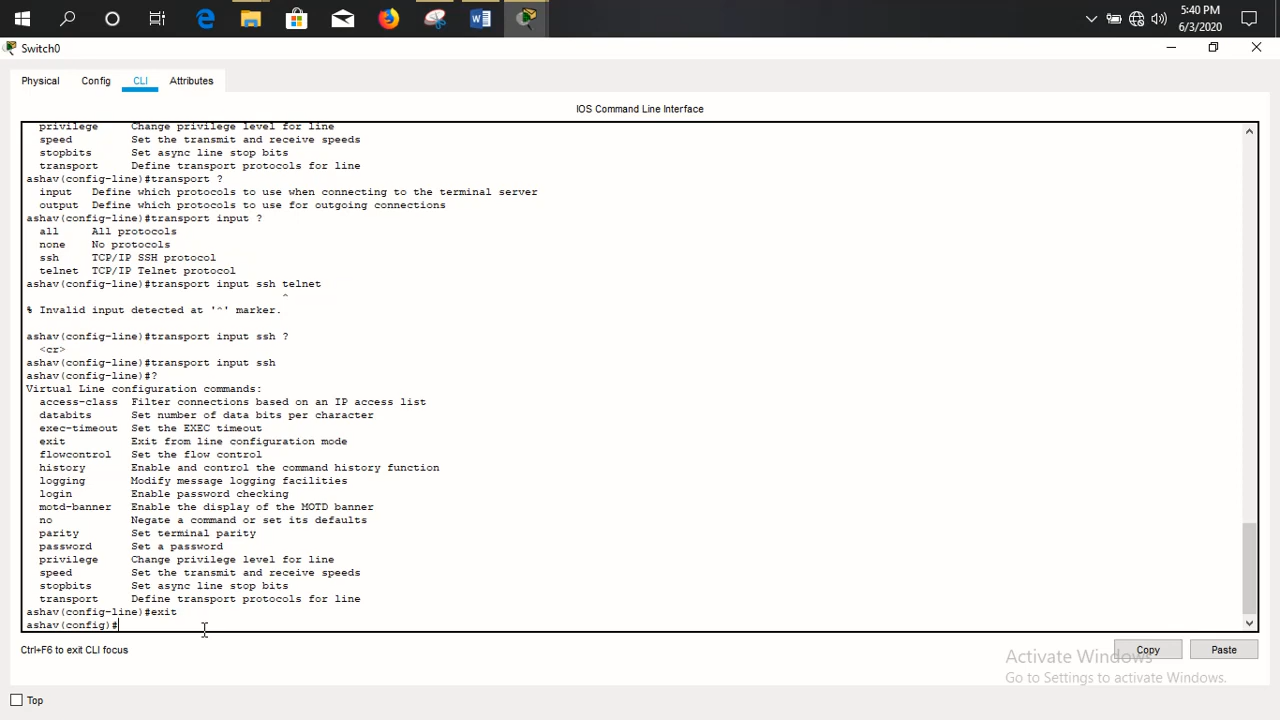 5:40 PM
6/3/2020
Switch0
Physical Config CLI Attributes
IOS Command Line Interface
privilege Change privilege level for line
speed Set the transmit and receive speeds
stopbits Set async line stop bits
transport Define transport protocols for line
ashav(config-line)#transport ?
input Define which protocols to use when connecting to the terminal server
output Define which protocols to use for outgoing connections
ashav(config-line)#transport input ?
all All protocols
none No protocols
ssh TCP/IP SSH protocol
telnet TCP/IP Telnet protocol
ashav(config-line)#transport input ssh telnet
^
% Invalid input detected at '^' marker.
ashav(config-line)#transport input ssh ?
<cr>
ashav(config-line)#transport input ssh
ashav(config-line)#?
Virtual Line configuration commands:
access-class Filter connections based on an IP access list
databits Set number of data bits per character
exec-timeout Set the EXEC timeout
exit Exit from line configuration mode
flowcontrol Set the flow control
history Enable and control the command history function
logging Modify message logging facilities
login Enable password checking
motd-banner Enable the display of the MOTD banner
no Negate a command or set its defaults
parity Set terminal parity
password Set a password
privilege Change privilege level for line
speed Set the transmit and receive speeds
stopbits Set async line stop bits
transport Define transport protocols for line
ashav(config-line)#exit
ashav(config)#
Ctrl+F6 to exit CLI focus
Copy Paste
Activate Windows
Go to Settings to activate Windows.
Top